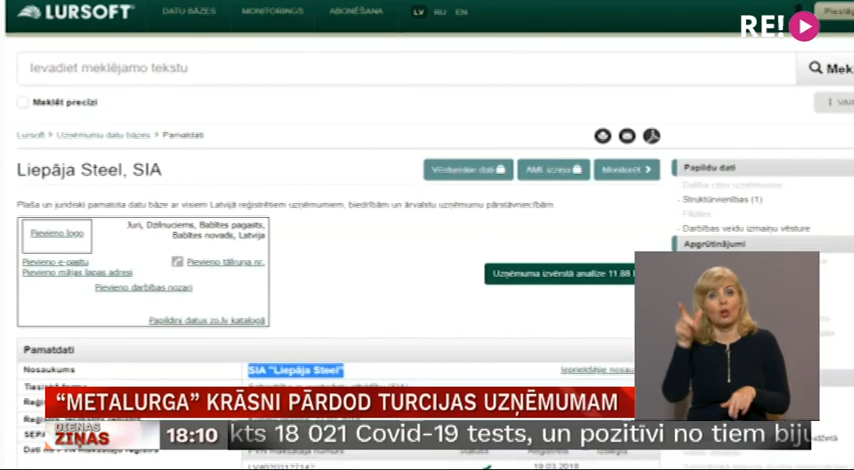 LURSOFT
DATU BĀZES MONITORINGS ABONĒŠANA LV RU EN
RE!
Ievadiet meklējamo tekstu
Mek
Meklēt precīzi
Lursoft > Uzņēmumu datu bāzes > Pamatdati
Liepāja Steel, SIA
Vēsturiskie dati
AML izziņa
Monitorēt
Plaša un juridiski pamatota datu bāze ar visiem Latvijā reģistrētiem uzņēmumiem, biedrībām un ārvalstu uzņēmumu pārstāvniecībām
Papildu dati
Dalība citos uzņēmumos
- Struktūrvienības (1)
- Filiāles
- Darbības veidu izmaiņu vēsture
Apgrūtinājumi
Pievieno logo
Juri, Dzilnuciems, Babītes pagasts,
Babītes novads, Latvija
Pievieno e-pastu
Pievieno tālruņa nr.
Pievieno mājas lapas adresi
Pievieno darbības nozari
Papildini datus zo.lv katalogā
Uzņēmuma izvērstā analīze 11.88
Pamatdati
Nosaukums
SIA "Liepāja Steel"
Iepriekšējie nosau
"METALURGA" KRĀSNI PĀRDOD TURCIJAS UZŅĒMUMAM
DIENAS
ZIŅAS
18:10
kts 18 021 Covid-19 tests, un pozitīvi no tiem biju
19.03.2018